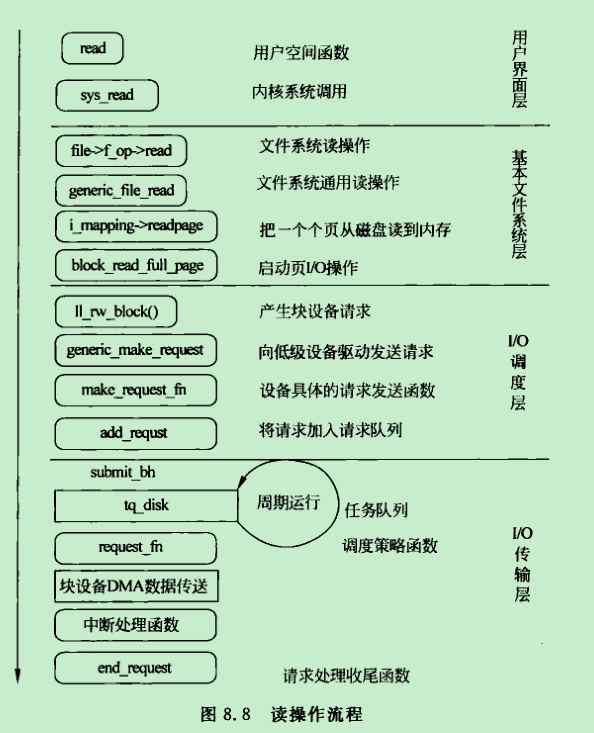 read 用户空间函数 用户界面层
sys_read 内核系统调用
file->f_op->read 文件系统读操作 基本文件系统层
generic_file_read 文件系统通用读操作
i_mapping->readpage 把一个个页从磁盘读到内存
block_read_full_page 启动页I/O操作
ll_rw_block() 产生块设备请求 I/O调度层
generic_make_request 向低级设备驱动发送请求
make_request_fn 设备具体的请求发送函数
add_requst 将请求加入请求队列
submit_bh
tq_disk 周期运行 任务队列 I/O传输层
request_fn 调度策略函数
块设备DMA数据传送
中断处理函数
end_request 请求处理收尾函数
图 8.8 读操作流程